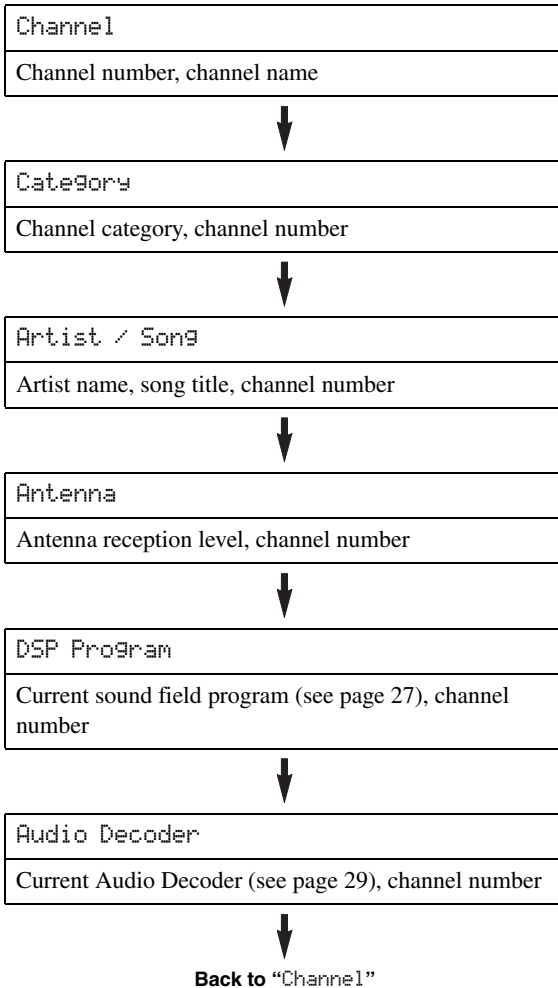 Channel
Channel number, channel name
Category
Channel category, channel number
Artist / Song
Artist name, song title, channel number
Antenna
Antenna reception level, channel number
DSP Program
Current sound field program (see page 27), channel
number
Audio Decoder
Current Audio Decoder (see page 29), channel number
Back to “Channel”